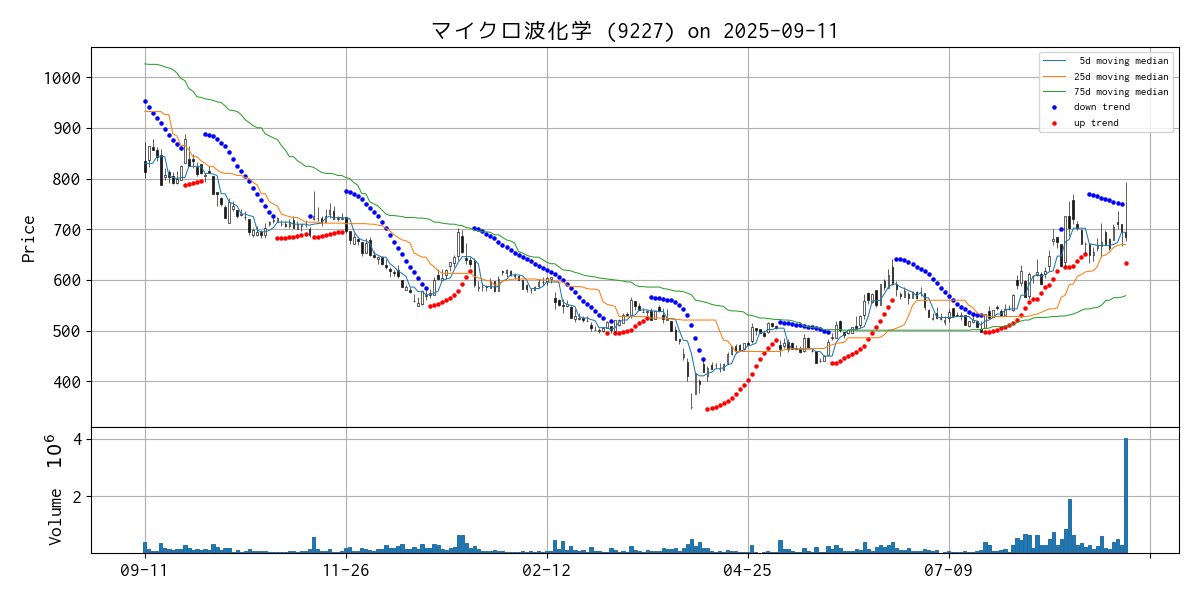 マイクロ波化学 (9227) on 2025-09-11
5d moving median
25d moving median
75d moving median
down trend
up trend
Price
1000
900
800
700
600
500
400
Volume 10^6
4
2
09-11
11-26
02-12
04-25
07-09